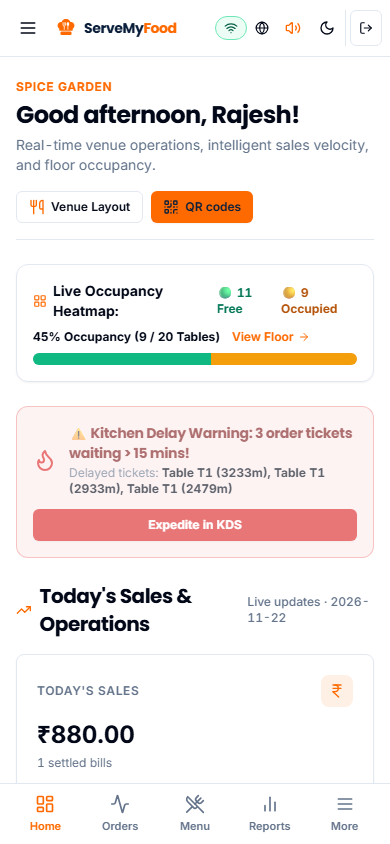 ServeMyFood
SPICE GARDEN
Good afternoon, Rajesh!
Real-time venue operations, intelligent sales velocity,
and floor occupancy.
Venue Layout
QR codes
Live Occupancy
Heatmap:
11
Free
9
Occupied
45% Occupancy (9 / 20 Tables) View Floor →
⚠️ Kitchen Delay Warning: 3 order tickets
waiting > 15 mins!
Delayed tickets: Table T1 (3233m), Table T1
(2933m), Table T1 (2479m)
Expedite in KDS
Today's Sales &
Operations
Live updates · 2026-
11-22
TODAY'S SALES
₹
₹880.00
1 settled bills
Home
Orders
Menu
Reports
More